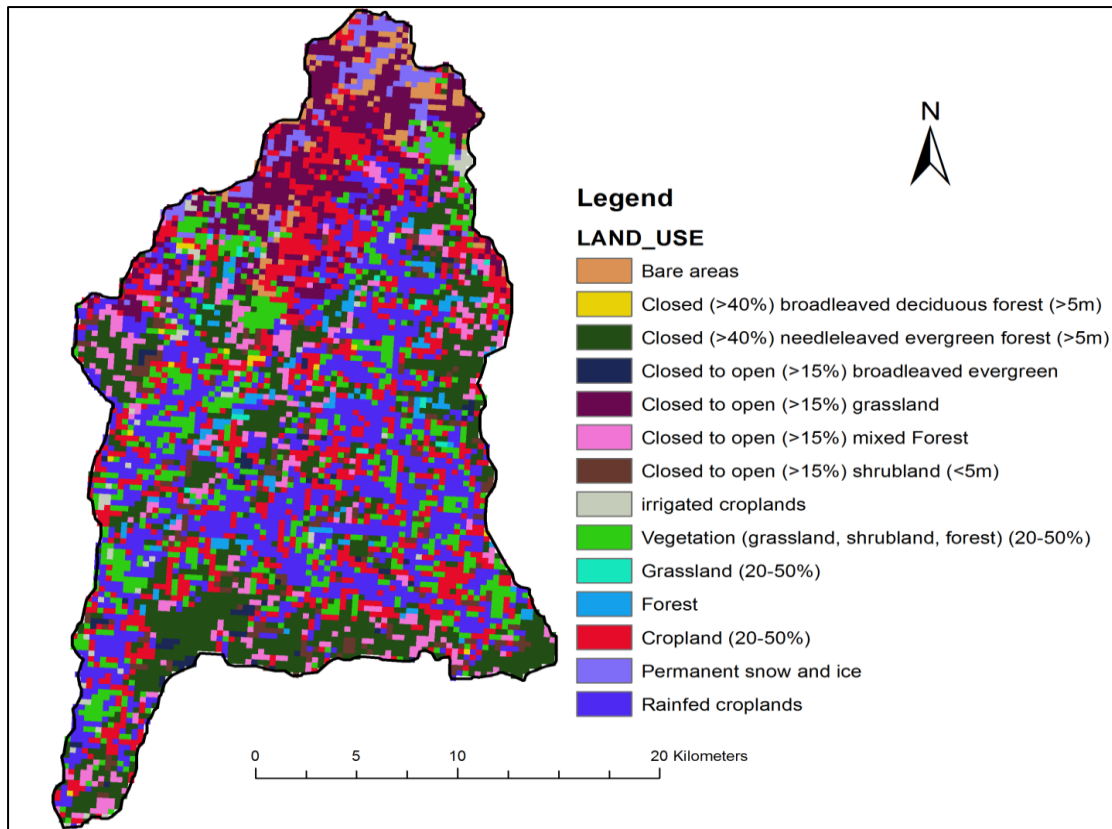 N
Legend
LAND_USE
Bare areas
Closed (>40%) broadleaved deciduous forest (>5m)
Closed (>40%) needleleaved evergreen forest (>5m)
Closed to open (>15%) broadleaved evergreen
Closed to open (>15%) grassland
Closed to open (>15%) mixed Forest
Closed to open (>15%) shrubland (<5m)
irrigated croplands
Vegetation (grassland, shrubland, forest) (20-50%)
Grassland (20-50%)
Forest
Cropland (20-50%)
Permanent snow and ice
Rainfed croplands
0 5 10 20 Kilometers